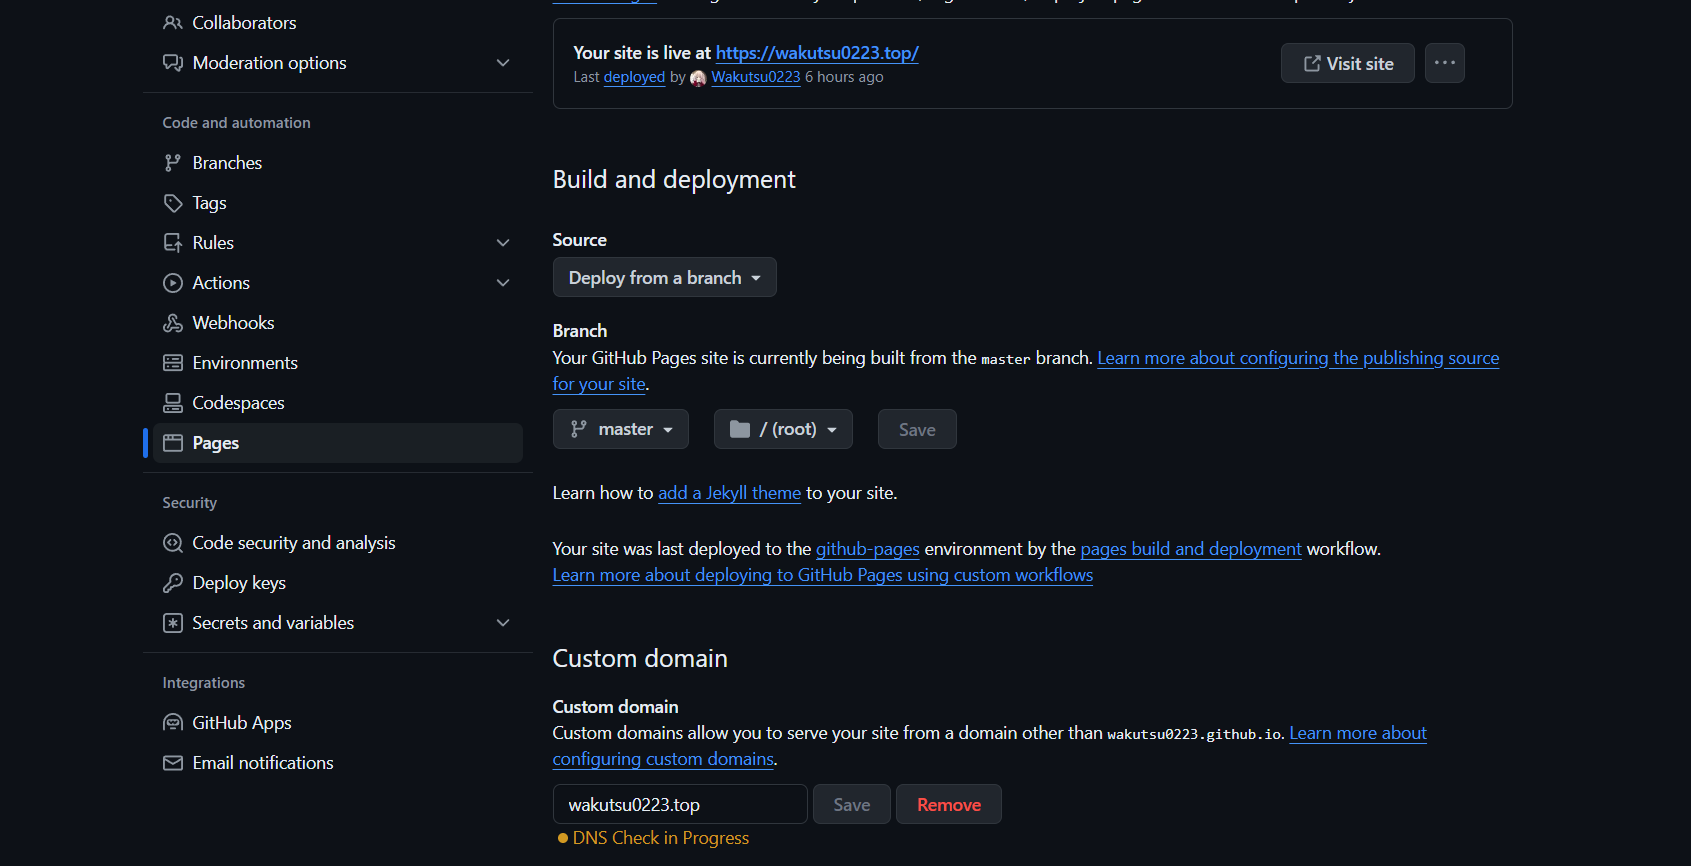 Collaborators
Moderation options
Code and automation
Branches
Tags
Rules
Actions
Webhooks
Environments
Codespaces
Pages
Security
Code security and analysis
Deploy keys
Secrets and variables
Integrations
GitHub Apps
Email notifications
Your site is live at https://wakutsu0223.top/
Last deployed by Wakutsu0223 6 hours ago
Visit site
Build and deployment
Source
Deploy from a branch
Branch
Your GitHub Pages site is currently being built from the master branch. Learn more about configuring the publishing source
for your site.
master / (root) Save
Learn how to add a Jekyll theme to your site.
Your site was last deployed to the github-pages environment by the pages build and deployment workflow.
Learn more about deploying to GitHub Pages using custom workflows
Custom domain
Custom domain
Custom domains allow you to serve your site from a domain other than wakutsu0223.github.io. Learn more about
configuring custom domains.
wakutsu0223.top Save Remove
DNS Check in Progress